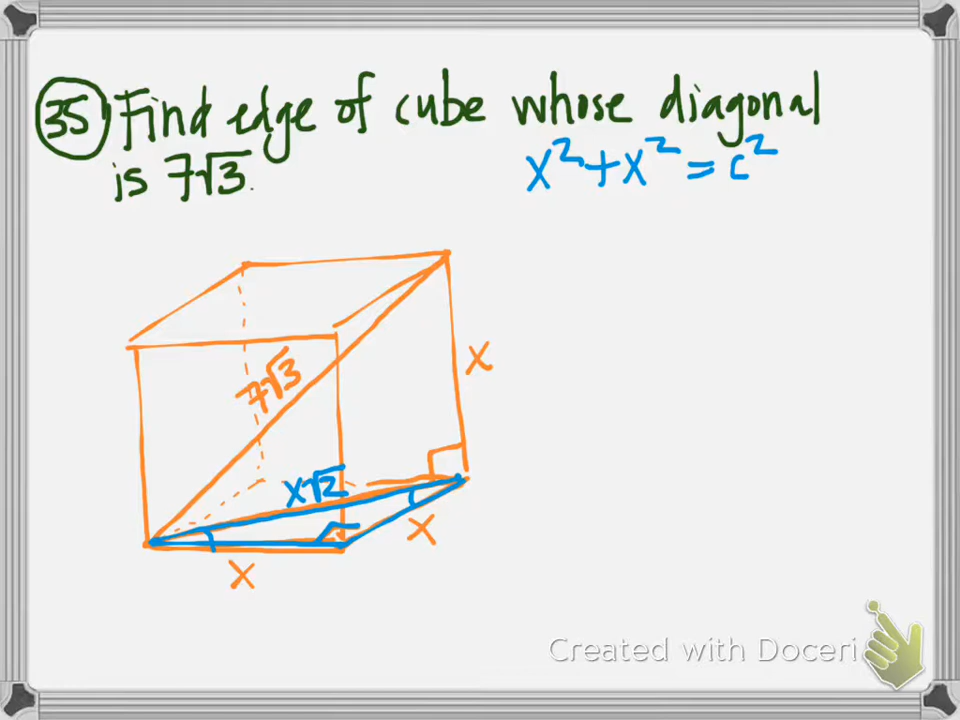 35 Find edge of cube whose diagonal
is 7√3.
x² + x² = c²
7√3
x
x√2
x
x
Created with Doceri